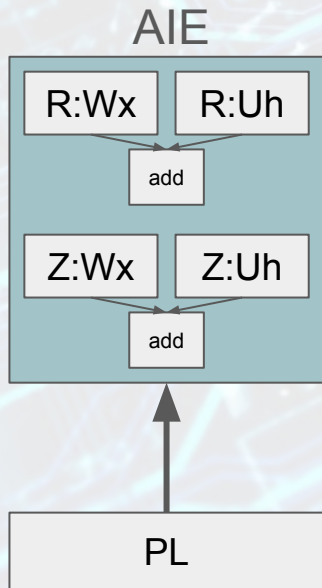 AIE
R:Wx R:Uh
add
Z:Wx Z:Uh
add
PL